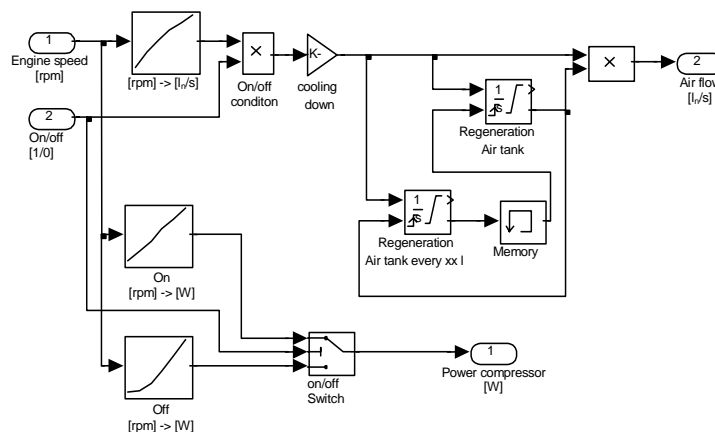 1
Engine speed
[rpm]
[rpm] -> [ln/s]
×
On/off
conditon
K-
cooling
down
×
2
Air flow
[ln/s]
1
s
Regeneration
Air tank
2
On/off
[1/0]
1
s
Regeneration
Air tank every xx l
Memory
On
[rpm] -> [W]
on/off
Switch
1
Power compressor
[W]
Off
[rpm] -> [W]